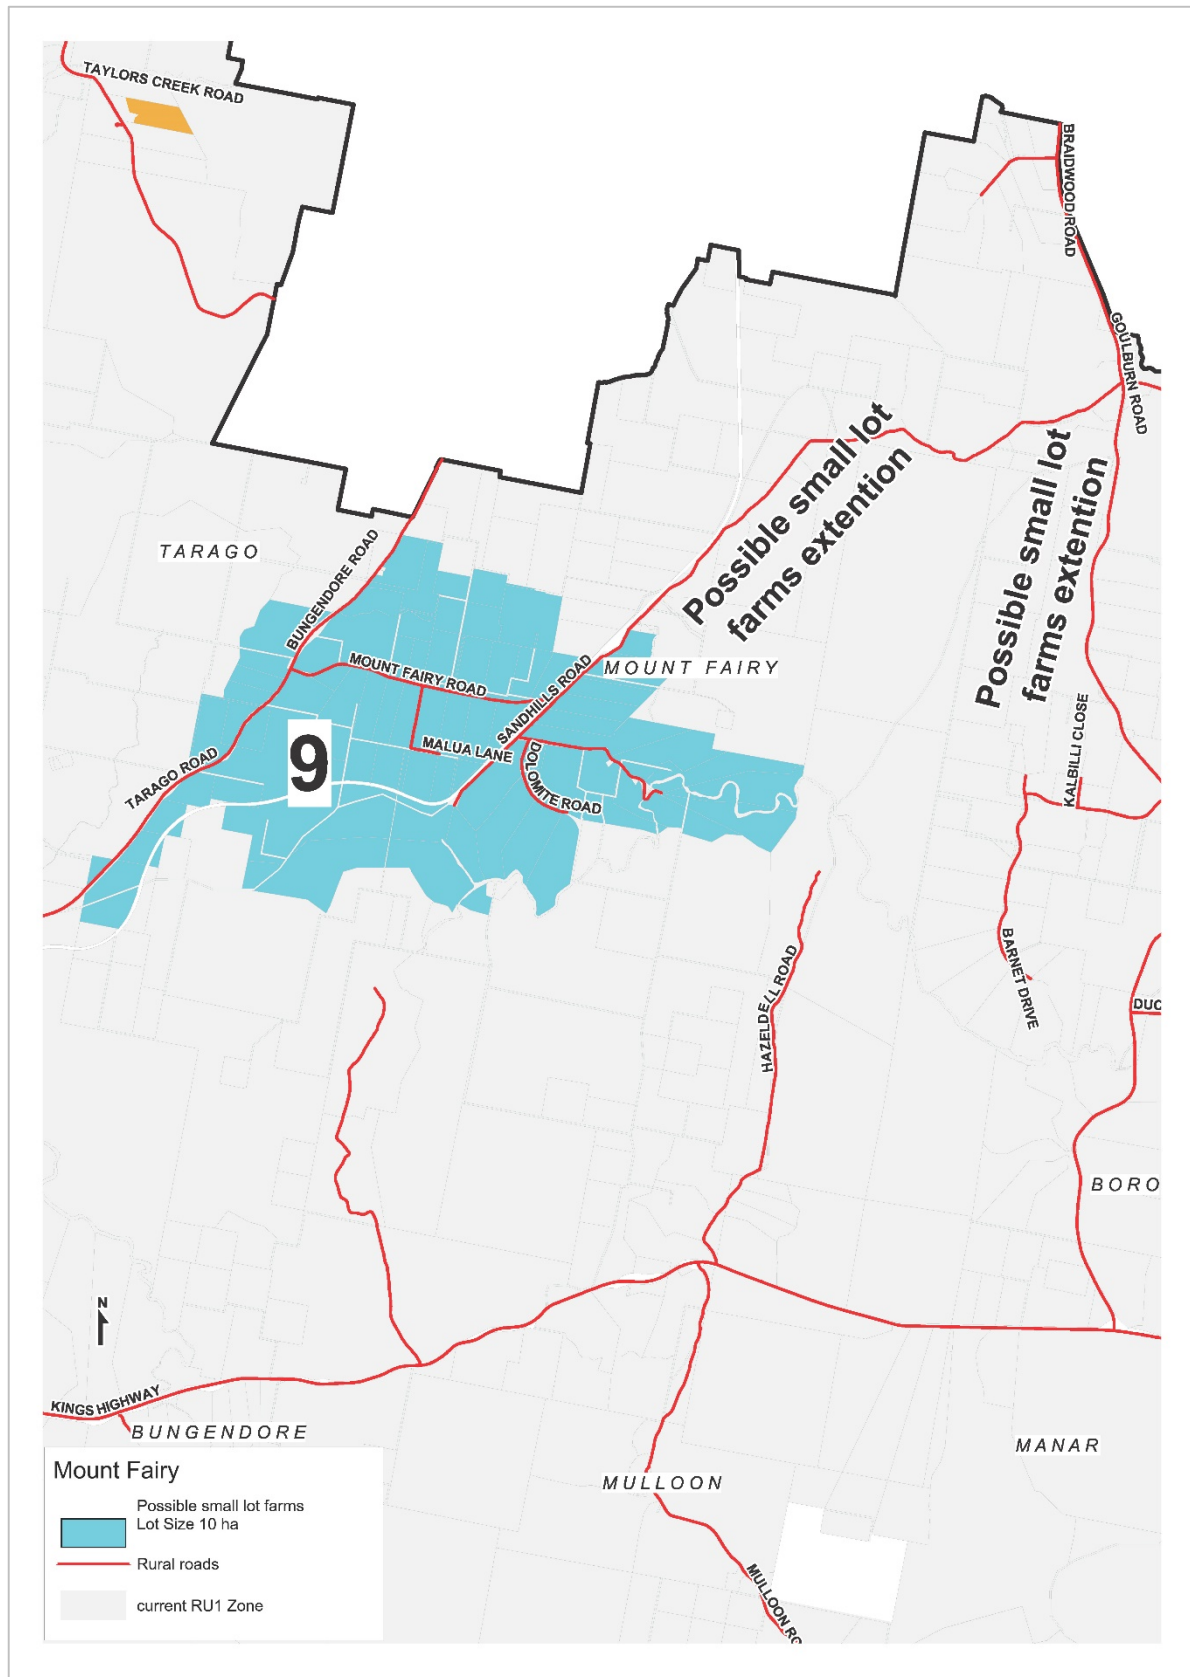 TAYLORS CREEK ROAD
BRAIDWOOD ROAD
GOULBURN ROAD
Possible small lot
farms extention
Possible small lot
farms extention
TARAGO
BUNGENDORE ROAD
MOUNT FAIRY ROAD
SANDHILLS ROAD
MOUNT FAIRY
MALUA LANE
DOLOMITE ROAD
9
TARAGO ROAD
KALBILLI CLOSE
BARNET DRIVE
HAZELDELL ROAD
DUC
BORO
N
KINGS HIGHWAY
BUNGENDORE
MULLOON
MANAR
MULLOON RO
Mount Fairy
Possible small lot farms
Lot Size 10 ha
Rural roads
current RU1 Zone